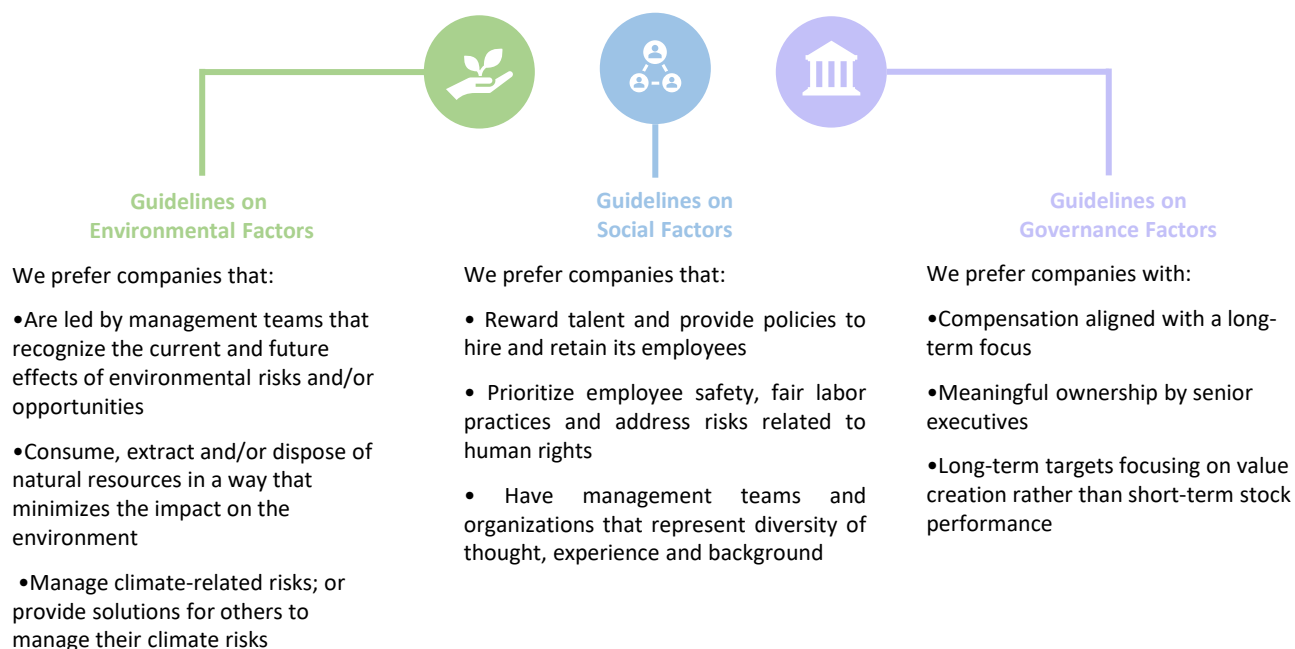 Guidelines on
Environmental Factors
We prefer companies that:
•Are led by management teams that
recognize the current and future
effects of environmental risks and/or
opportunities
•Consume, extract and/or dispose of
natural resources in a way that
minimizes the impact on the
environment
•Manage climate-related risks; or
provide solutions for others to
manage their climate risks
Guidelines on
Social Factors
We prefer companies that:
• Reward talent and provide policies to
hire and retain its employees
• Prioritize employee safety, fair labor
practices and address risks related to
human rights
• Have management teams and
organizations that represent diversity of
thought, experience and background
Guidelines on
Governance Factors
We prefer companies with:
•Compensation aligned with a long-
term focus
•Meaningful ownership by senior
executives
•Long-term targets focusing on value
creation rather than short-term stock
performance